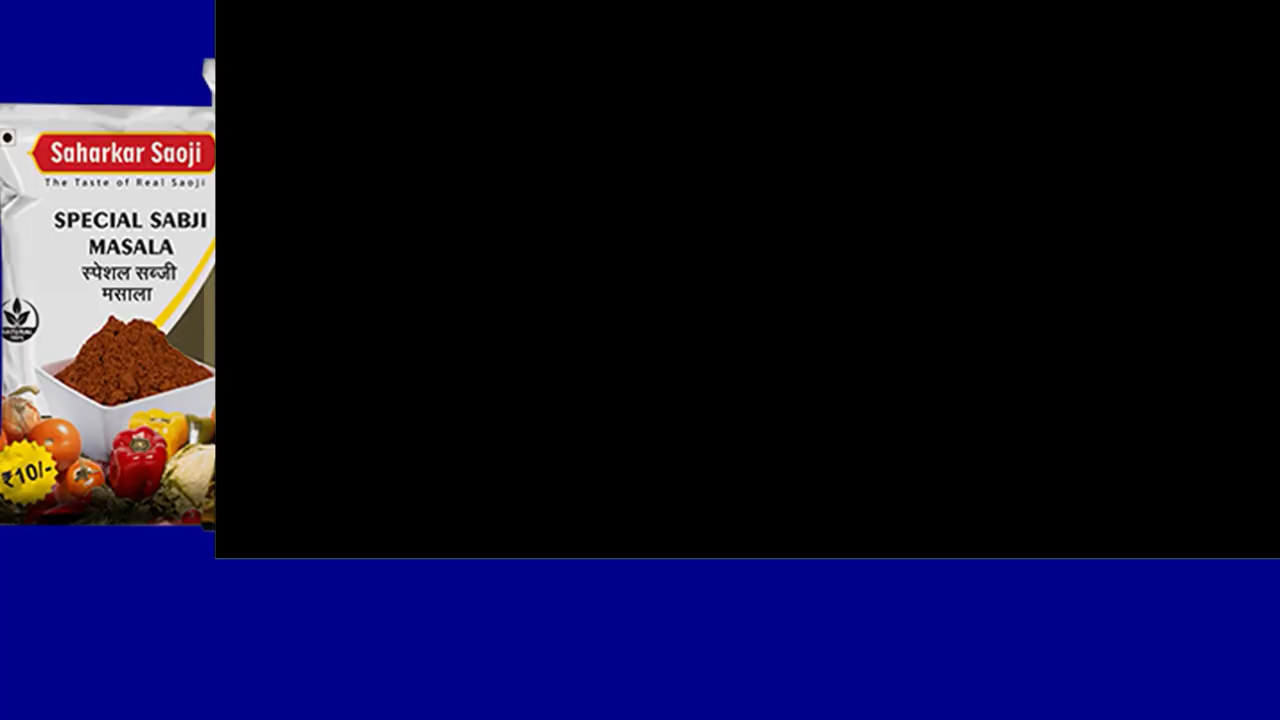 Saharkar Saoji
The Taste of Real Saoji
SPECIAL SABJI
MASALA
स्पेशल सब्जी
मसाला
₹10/-